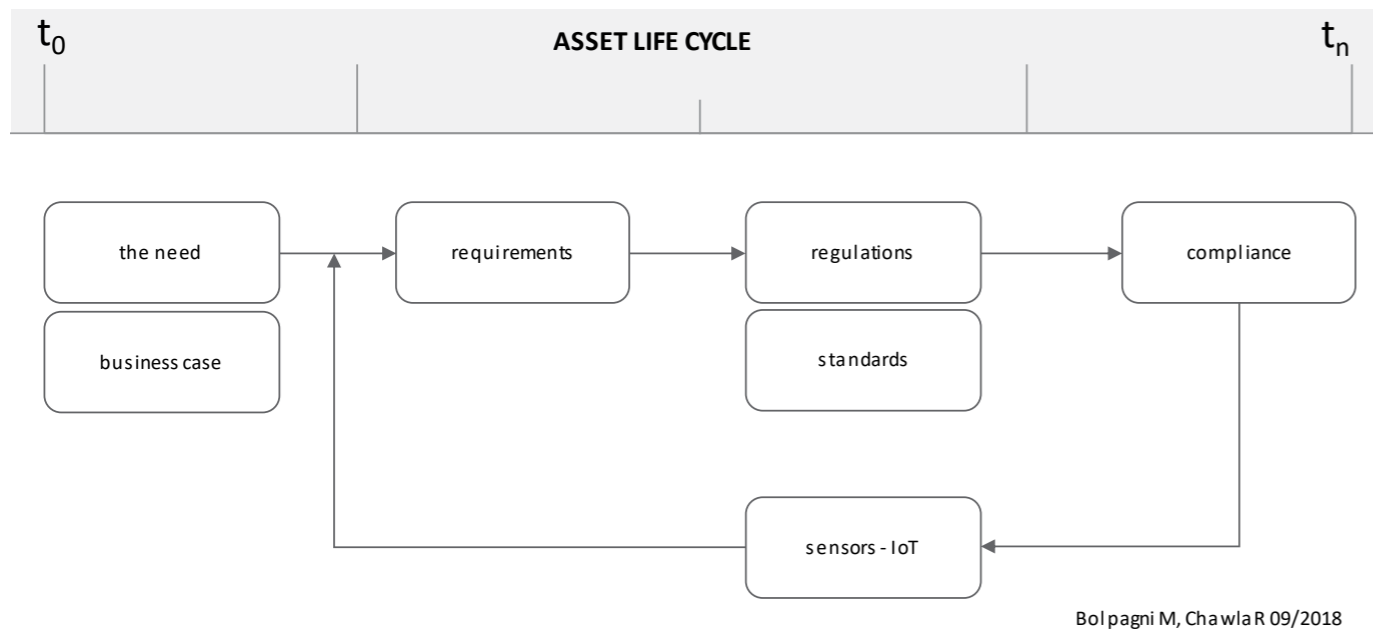 t0 ASSET LIFE CYCLE tn
the need
requirements
regulations
compliance
business case
standards
sensors - IoT
Bolpagni M, Chawla R 09/2018